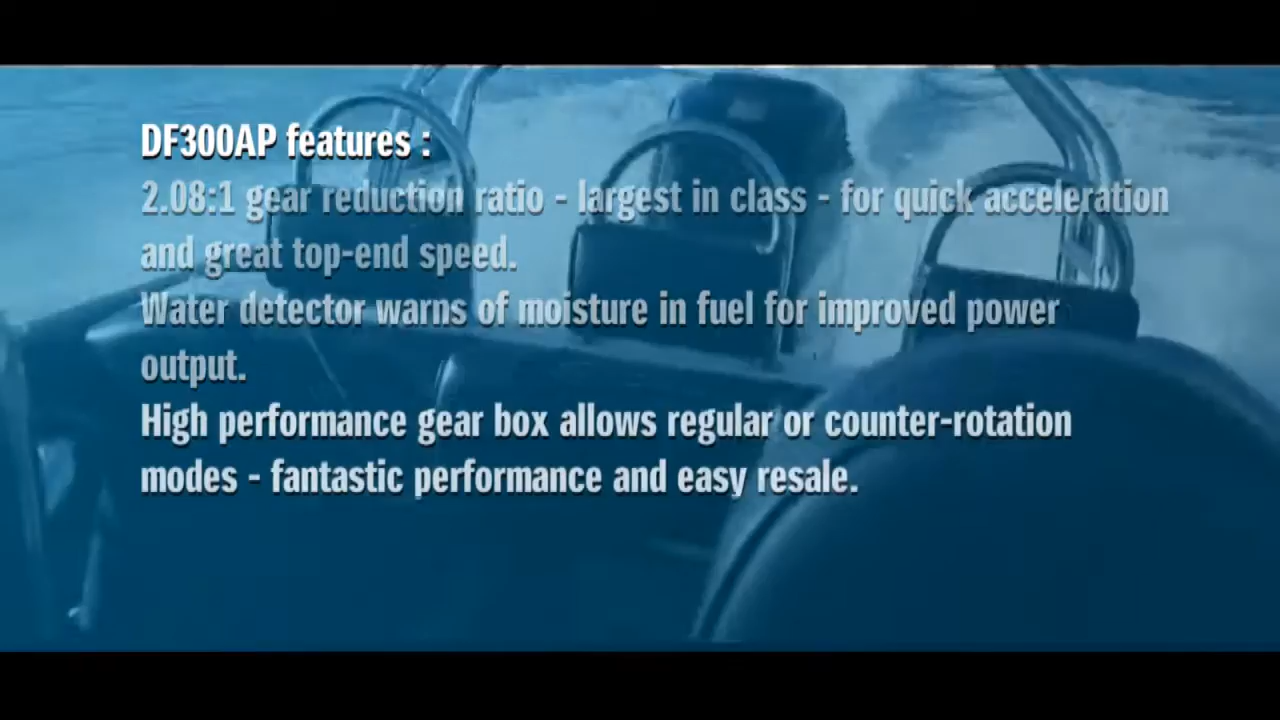 DF300AP features :
2.08:1 gear reduction ratio - largest in class - for quick acceleration
and great top-end speed.
Water detector warns of moisture in fuel for improved power
output.
High performance gear box allows regular or counter-rotation
modes - fantastic performance and easy resale.